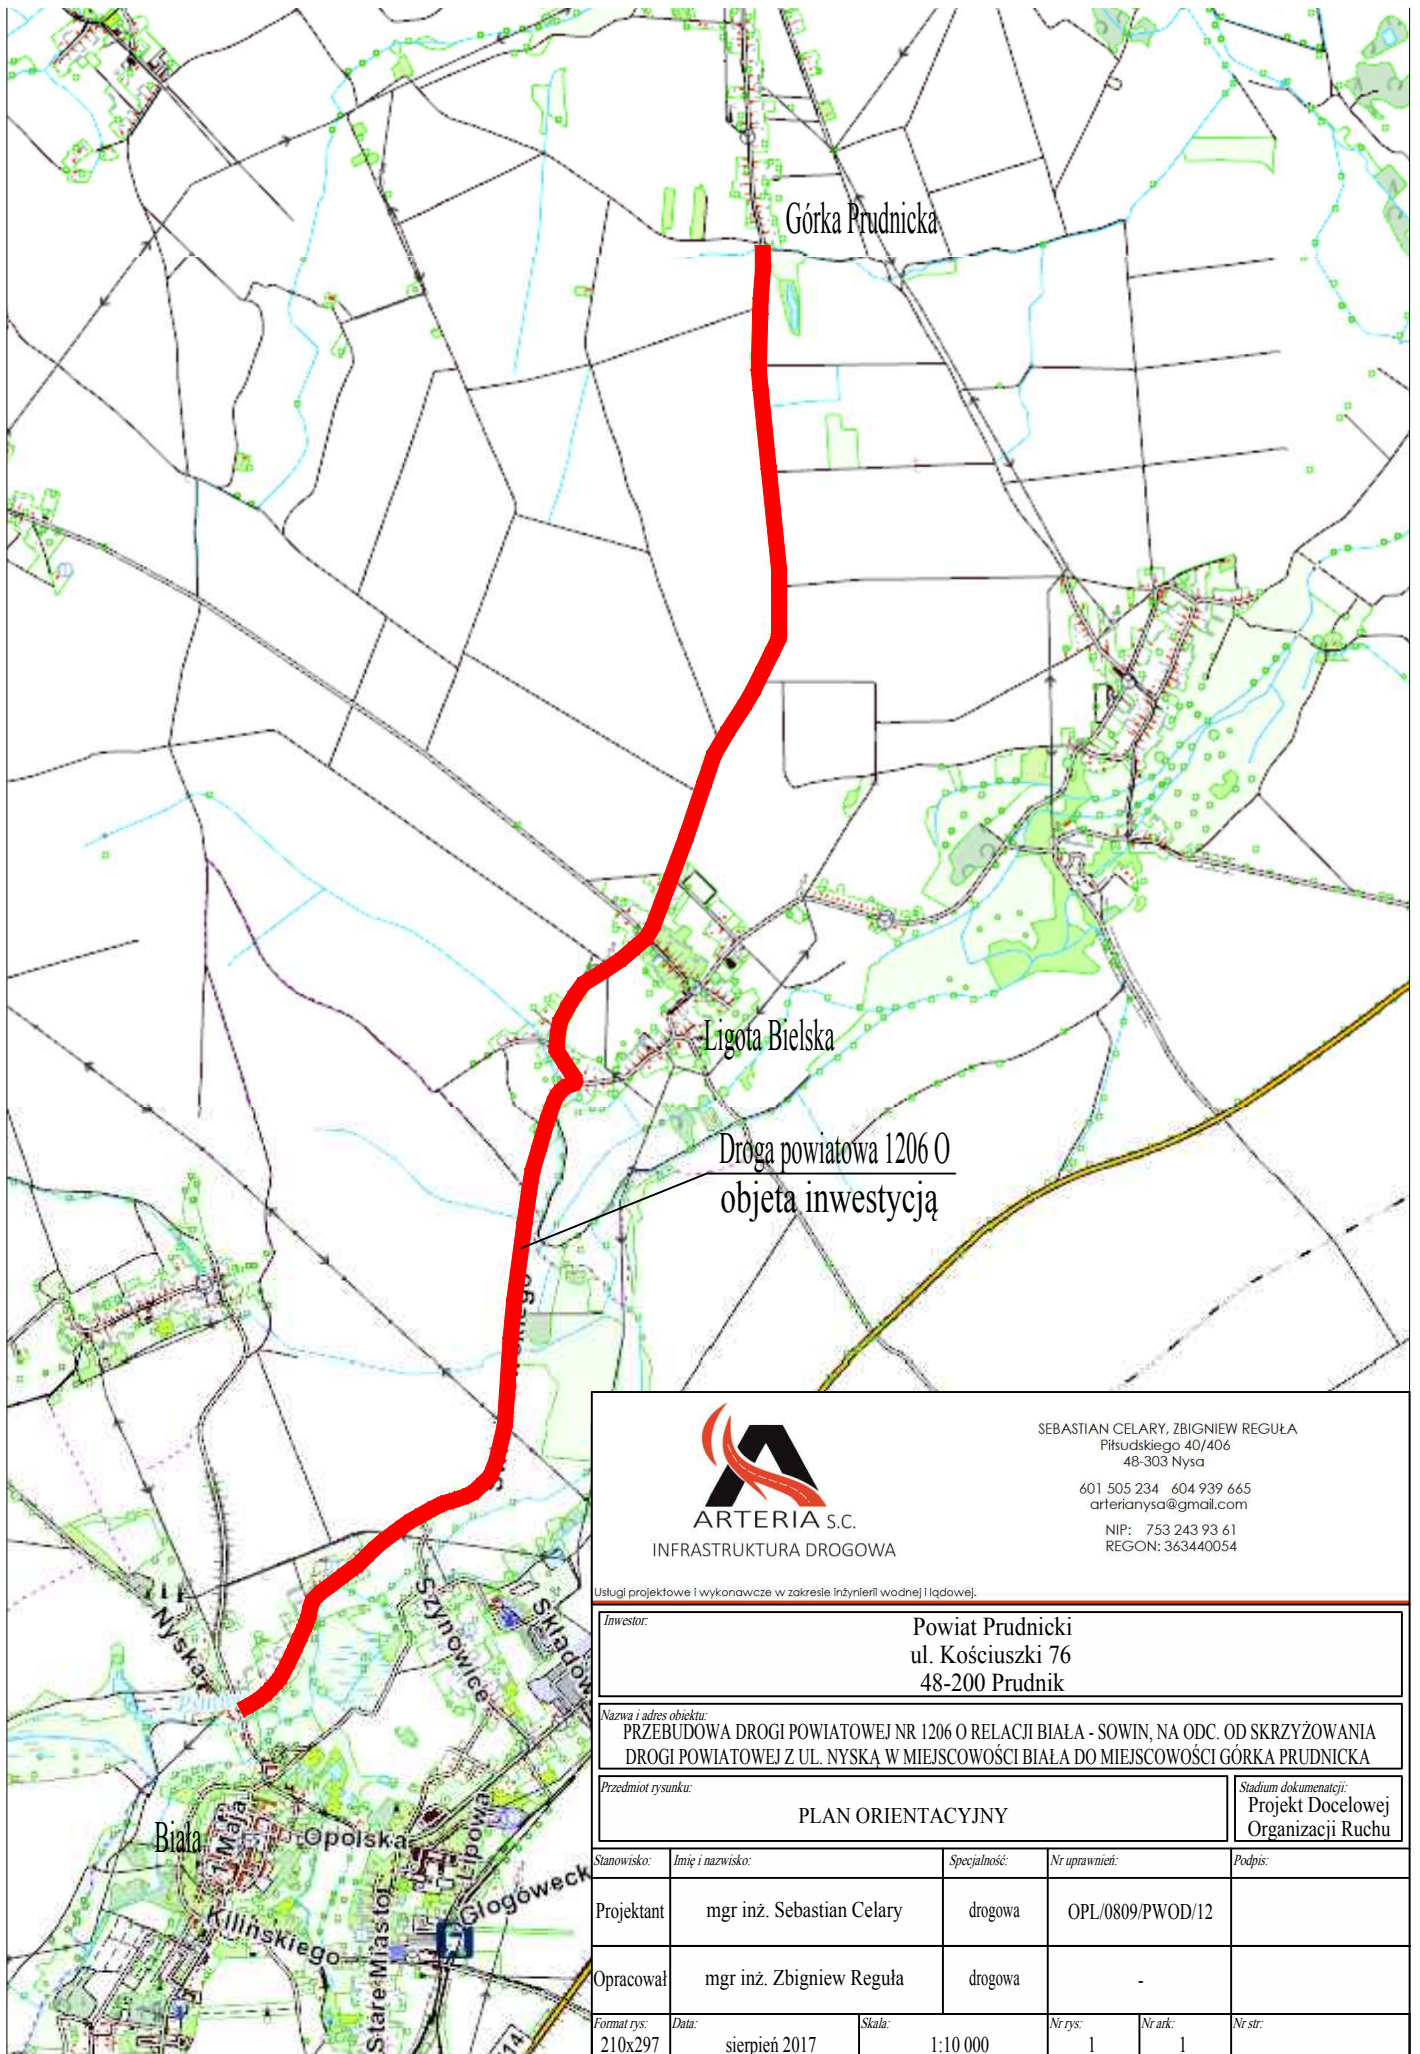 Górka Prudnicka
Ligota Bielska
Droga powiatowa 1206 O
objeta inwestycją
Nyska
Szynowice
Biała
1 Maja
Opolska
Lipowa
Głogóweck
Kilińskiego
Stare Miasto
14
ARTERIA S.C.
INFRASTRUKTURA DROGOWA
SEBASTIAN CELARY, ZBIGNIEW REGUŁA
Piłsudskiego 40/406
48-303 Nysa
601 505 234 604 939 665
arterianysa@gmail.com
NIP: 753 243 93 61
REGON: 363440054
Usługi projektowe i wykonawcze w zakresie inżynierii wodnej i lądowej.
Inwestor:
Powiat Prudnicki
ul. Kościuszki 76
48-200 Prudnik
Nazwa i adres obiektu:
PRZEBUDOWA DROGI POWIATOWEJ NR 1206 O RELACJI BIAŁA - SOWIN, NA ODC. OD SKRZYŻOWANIA
DROGI POWIATOWEJ Z UL. NYSKĄ W MIEJSCOWOŚCI BIAŁA DO MIEJSCOWOŚCI GÓRKA PRUDNICKA
Przedmiot rysunku:
PLAN ORIENTACYJNY
Stadium dokumenatcji:
Projekt Docelowej
Organizacji Ruchu
Stanowisko: Imię i nazwisko: Specjalność: Nr uprawnień: Podpis:
Projektant mgr inż. Sebastian Celary drogowa OPL/0809/PWOD/12
Opracował mgr inż. Zbigniew Reguła drogowa -
Format rys: Data: Skala: Nr rys: Nr ark: Nr str:
210x297 sierpień 2017 1:10 000 1 1